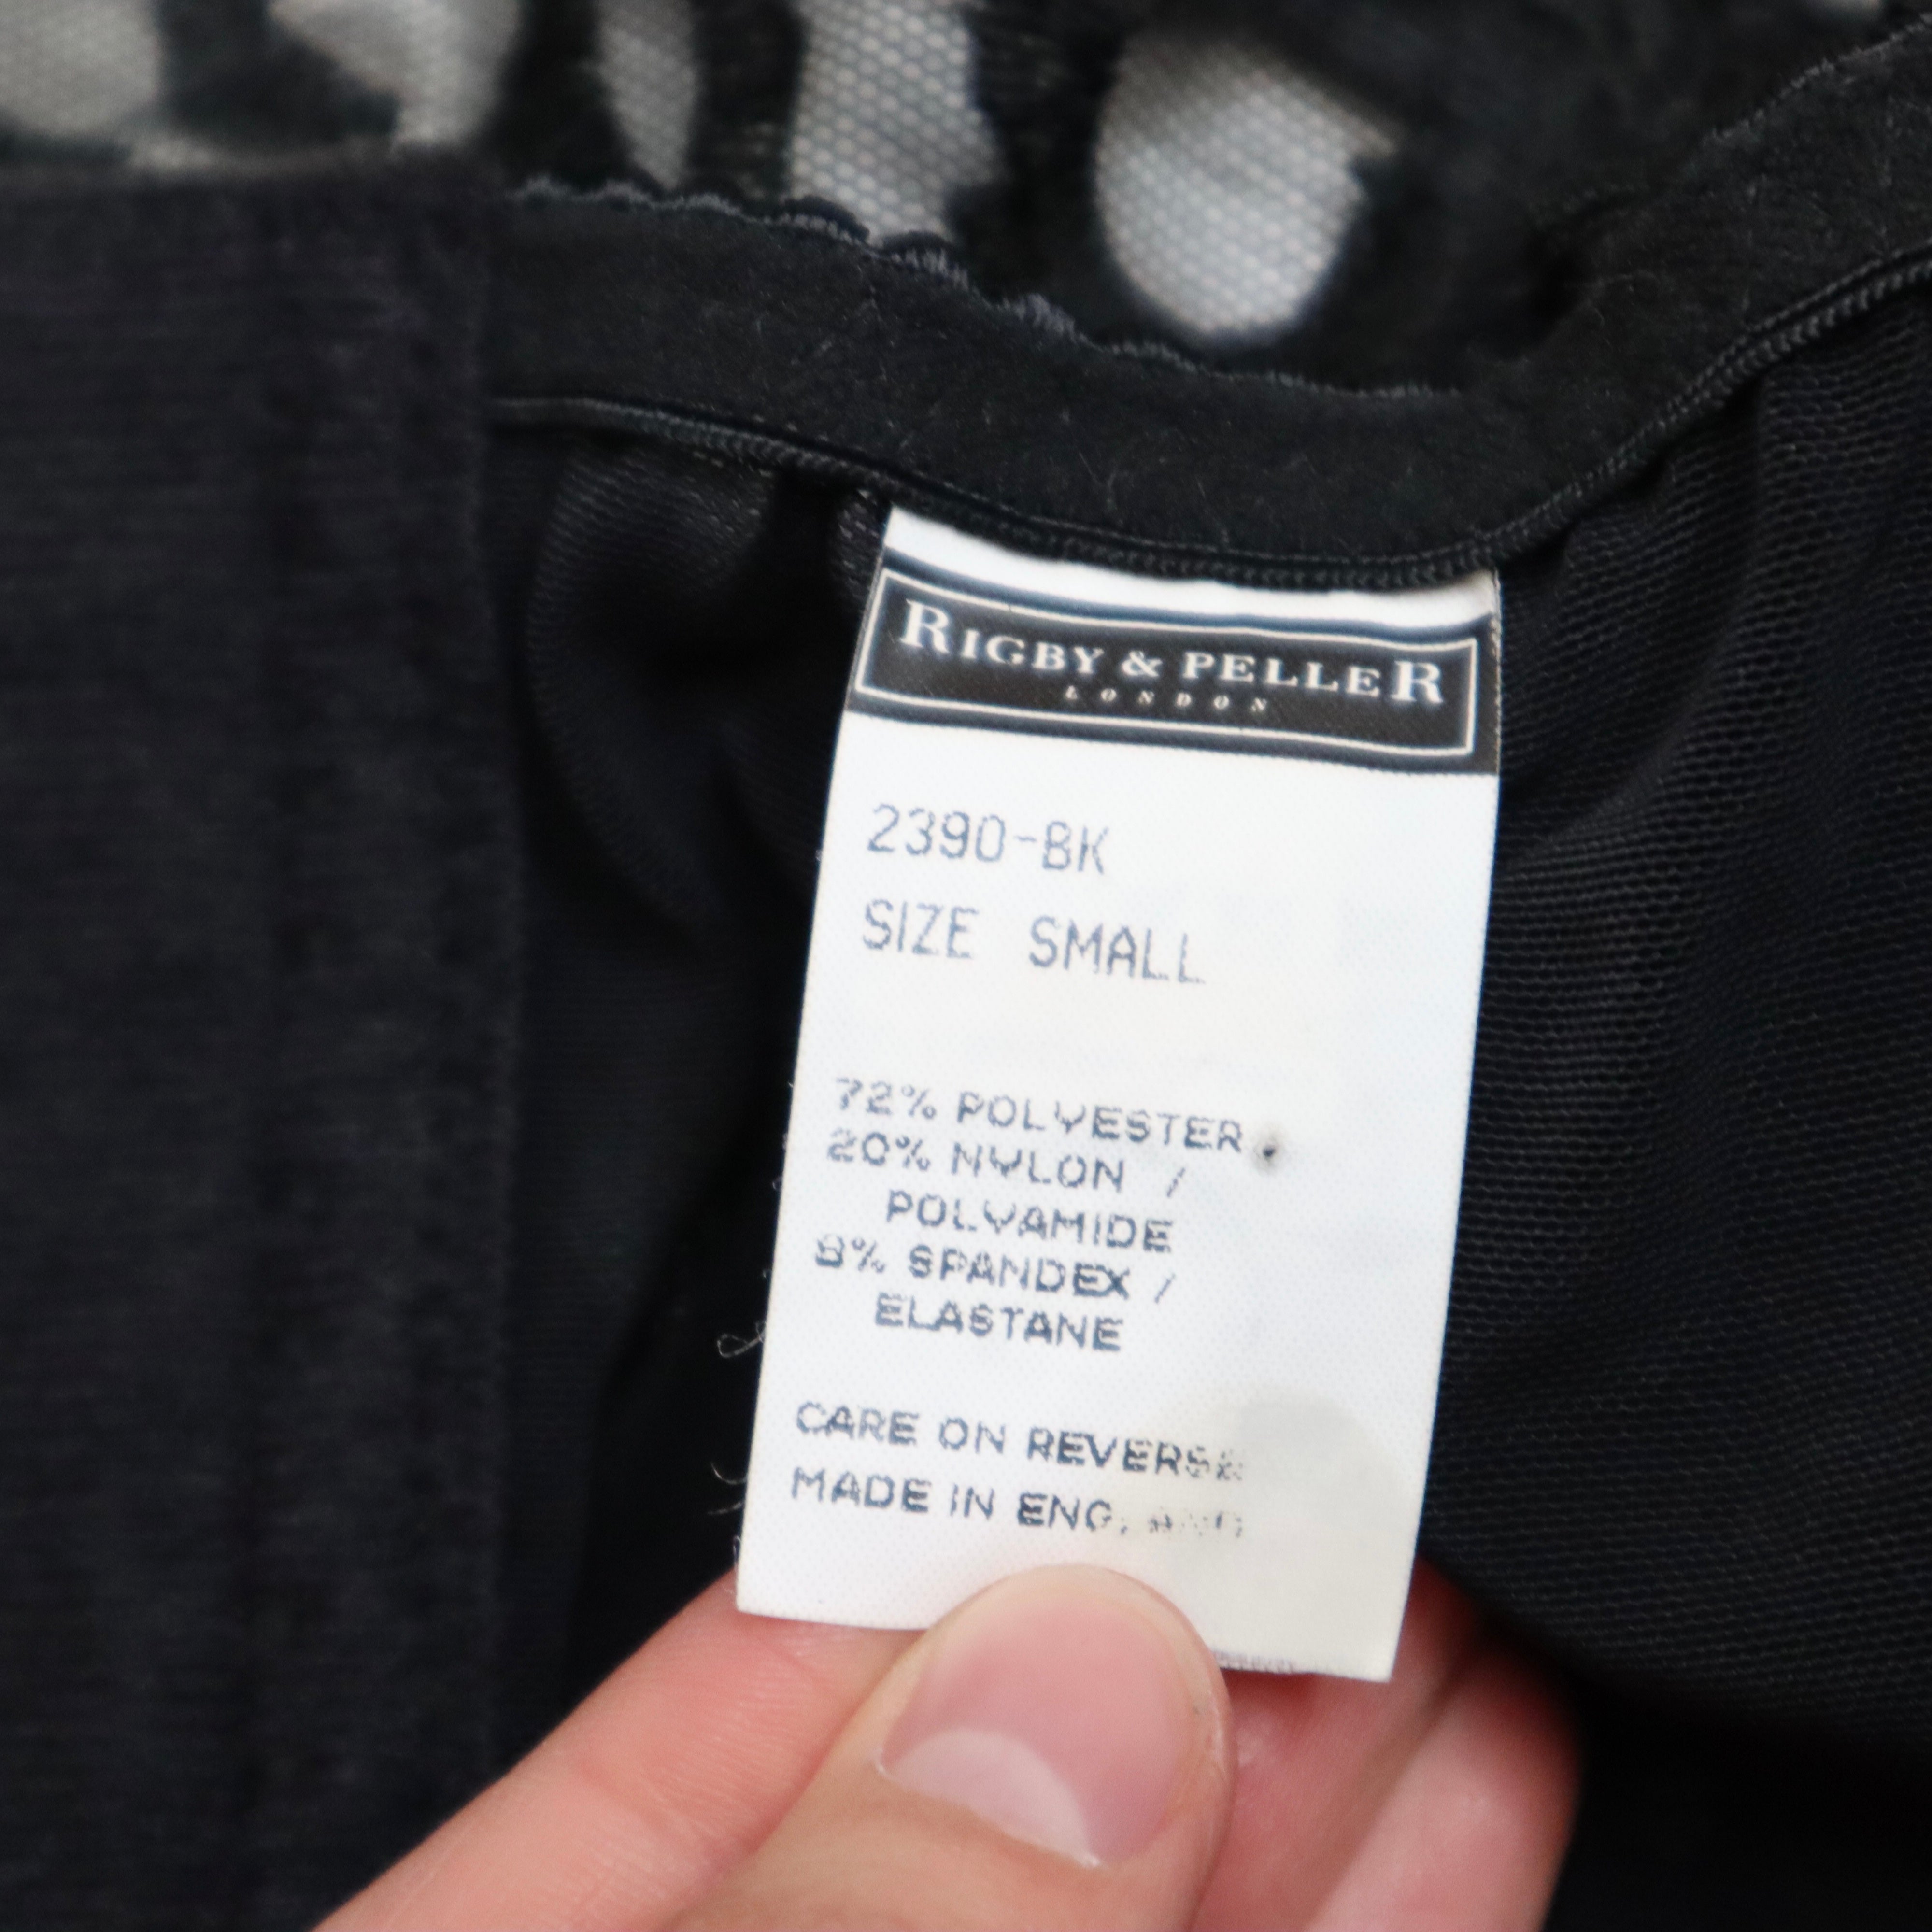 RIGBY & PELLER
LONDON
2390-BK
SIZE SMALL
72% POLYESTER
20% NYLON /
POLYAMIDE
8% SPANDEX /
ELASTANE
CARE ON REVERSE
MADE IN ENGLAND